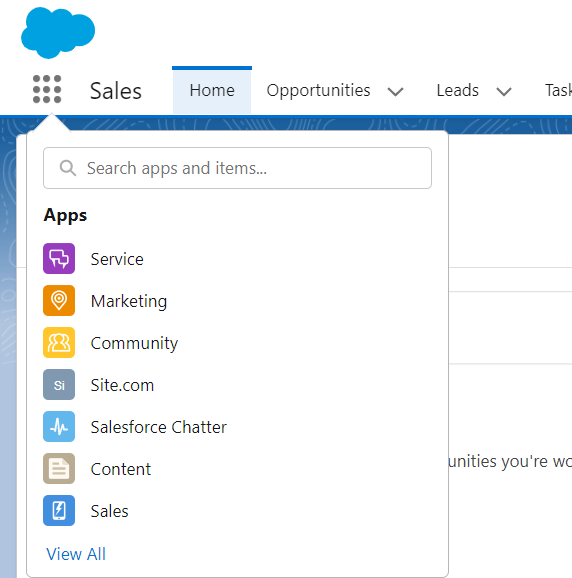 Sales Home Opportunities Leads
Search apps and items...
Apps
Service
Marketing
Community
Si Site.com
Salesforce Chatter
Content
unities you're wo
Sales
View All